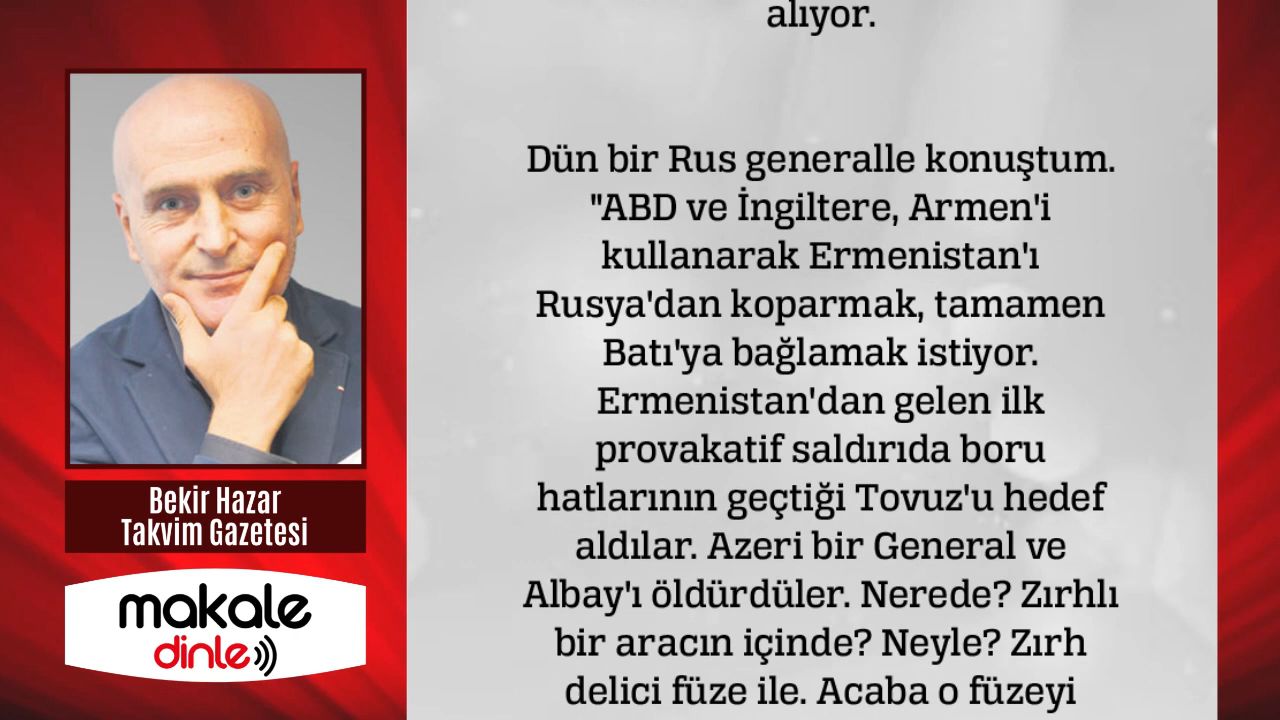 alıyor.
Dün bir Rus generalle konuştum.
"ABD ve İngiltere, Armen'i
kullanarak Ermenistan'ı
Rusya'dan koparmak, tamamen
Batı'ya bağlamak istiyor.
Ermenistan'dan gelen ilk
provakatif saldırıda boru
hatlarının geçtiği Tovuz'u hedef
aldılar. Azeri bir General ve
Albay'ı öldürdüler. Nerede? Zırhlı
bir aracın içinde? Neyle? Zırh
delici füze ile. Acaba o füzeyi
Bekir Hazar
Takvim Gazetesi
makale
dinle